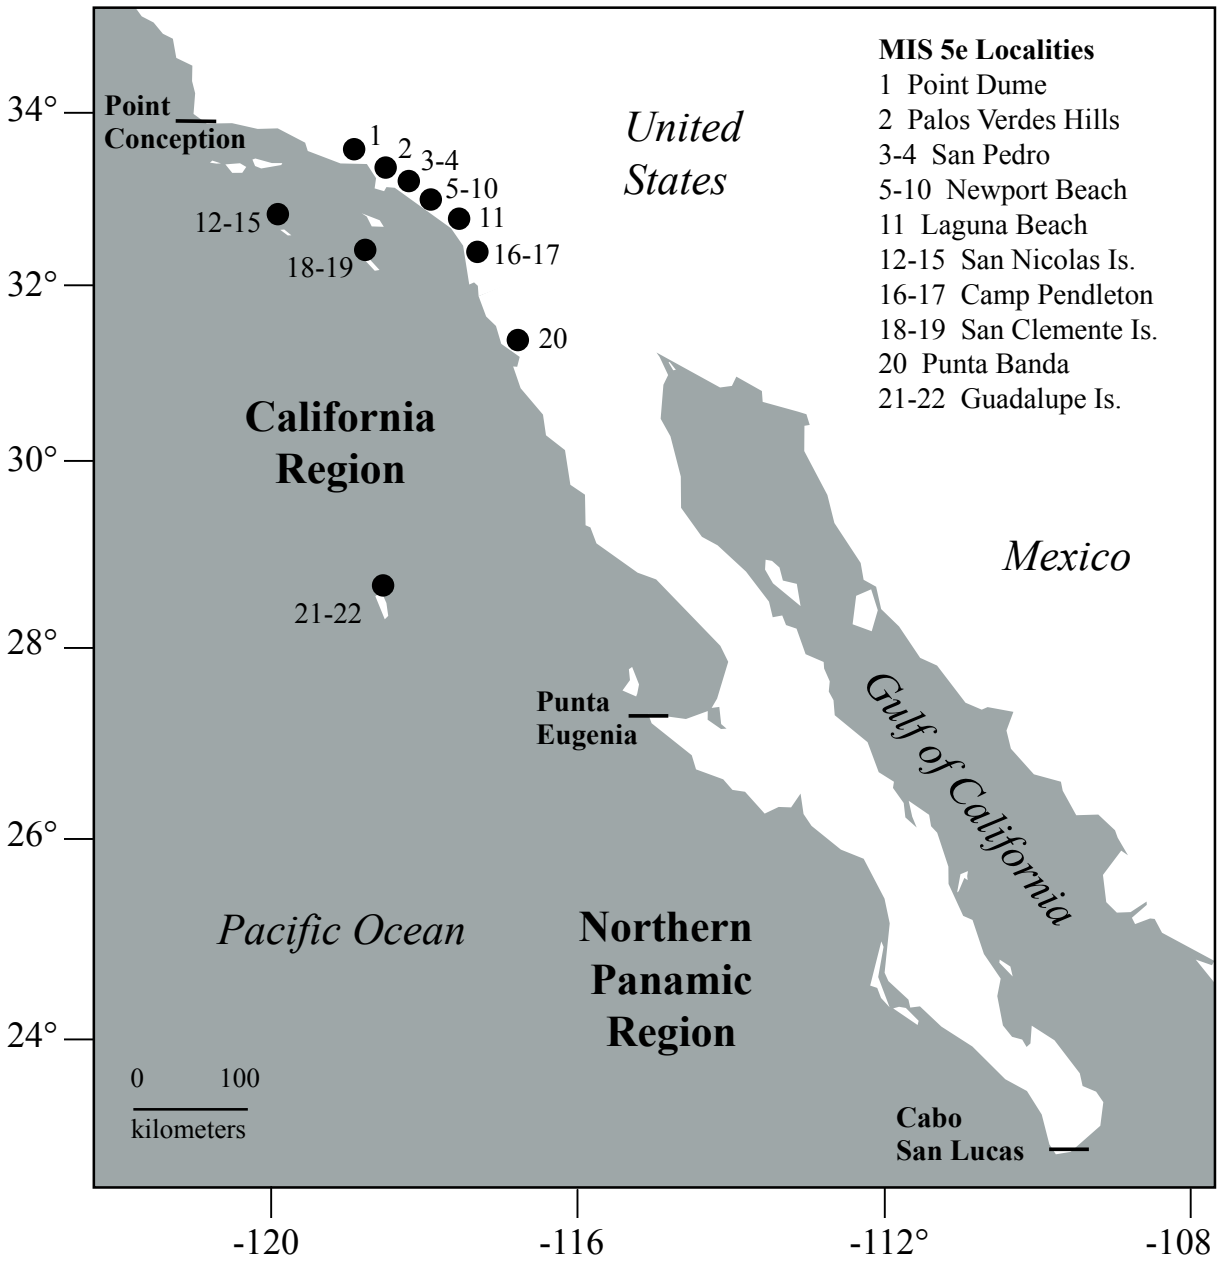 MIS 5e Localities
1 Point Dume
2 Palos Verdes Hills
3-4 San Pedro
5-10 Newport Beach
11 Laguna Beach
12-15 San Nicolas Is.
16-17 Camp Pendleton
18-19 San Clemente Is.
20 Punta Banda
21-22 Guadalupe Is.
34°
32°
30°
28°
26°
24°
Point
Conception
United
States
1
2
3-4
5-10
11
12-15
16-17
18-19
20
California
Region
Mexico
21-22
Punta
Eugenia
Gulf of California
Pacific Ocean
Northern
Panamic
Region
0 100
kilometers
Cabo
San Lucas
-120
-116
-112°
-108